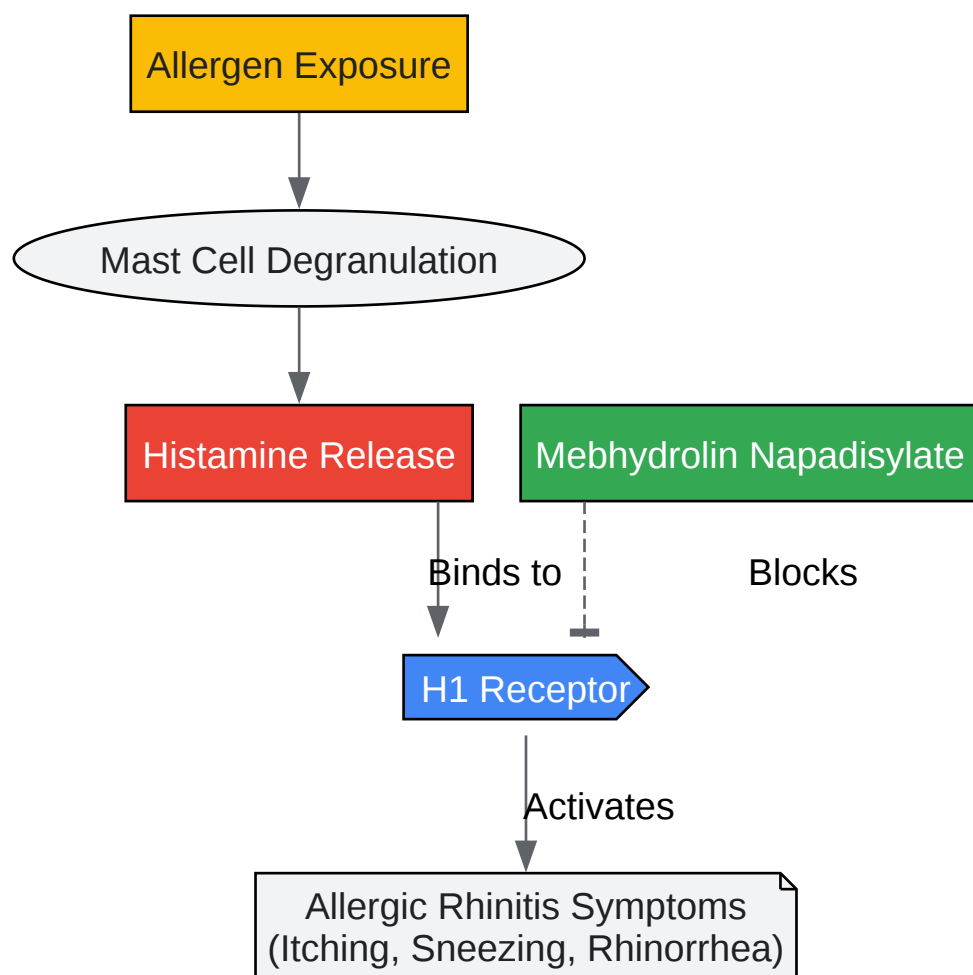 Allergen Exposure
Mast Cell Degranulation
Histamine Release
Mebhydrolin Napadisylate
Binds to
Blocks
H1 Receptor
Activates
Allergic Rhinitis Symptoms
(Itching, Sneezing, Rhinorrhea)